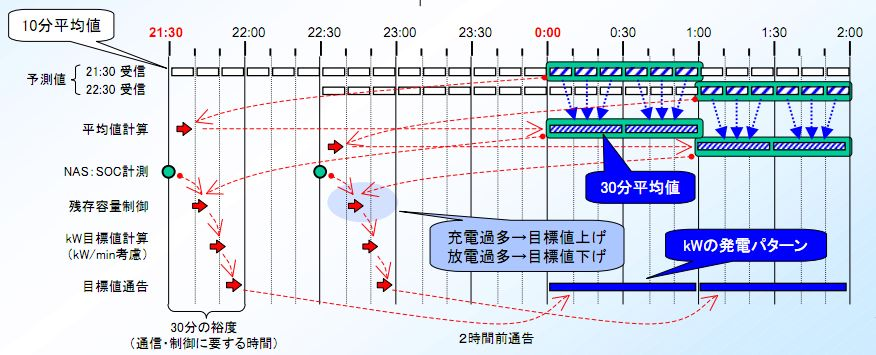 10分平均値
21:30 22:00 22:30 23:00 23:30 0:00 0:30 1:00 1:30 2:00
予測値
21:30 受信
22:30 受信
平均値計算
NAS:SOC計測
30分平均値
残存容量制御
充電過多→目標値上げ
放電過多→目標値下げ
kW目標値計算
(kW/min考慮)
kWの発電パターン
目標値通告
30分の裕度
(通信・制御に要する時間)
2時間前通告